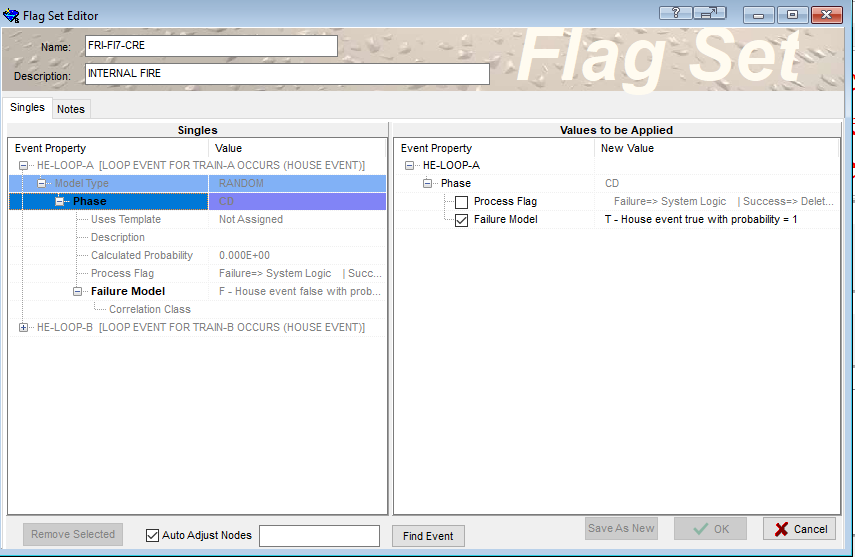 Flag Set Editor
Name: FRI-FI7-CRE
Description: INTERNAL FIRE
Flag Set
Singles Notes
Singles
Event Property Value
HE-LOOP-A [LOOP EVENT FOR TRAIN-A OCCURS (HOUSE EVENT)]
Model Type RANDOM
Phase CD
Uses Template Not Assigned
Description
Calculated Probability 0.000E+00
Process Flag Failure=> System Logic | Succ...
Failure Model F - House event false with prob...
Correlation Class
HE-LOOP-B [LOOP EVENT FOR TRAIN-B OCCURS (HOUSE EVENT)]
Values to be Applied
Event Property New Value
HE-LOOP-A
Phase CD
Process Flag Failure=> System Logic | Success=> Delet...
Failure Model T - House event true with probability = 1
Remove Selected Auto Adjust Nodes Find Event Save As New OK Cancel